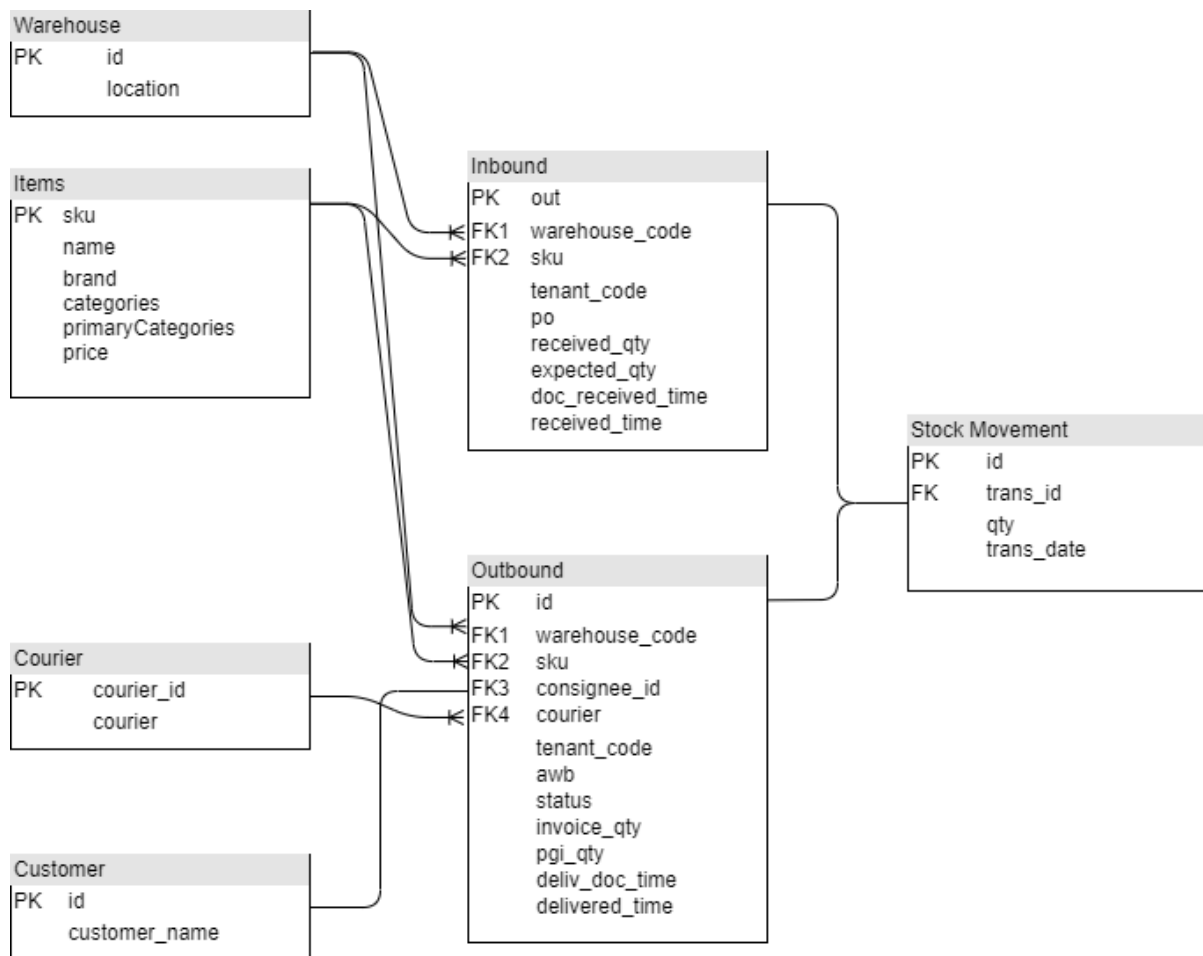 Warehouse
PK id
location
Items
PK sku
name
brand
categories
primaryCategories
price
Inbound
PK out
FK1 warehouse_code
FK2 sku
tenant_code
po
received_qty
expected_qty
doc_received_time
received_time
Stock Movement
PK id
FK trans_id
qty
trans_date
Outbound
PK id
FK1 warehouse_code
FK2 sku
FK3 consignee_id
FK4 courier
tenant_code
awb
status
invoice_qty
pgi_qty
deliv_doc_time
delivered_time
Courier
PK courier_id
courier
Customer
PK id
customer_name